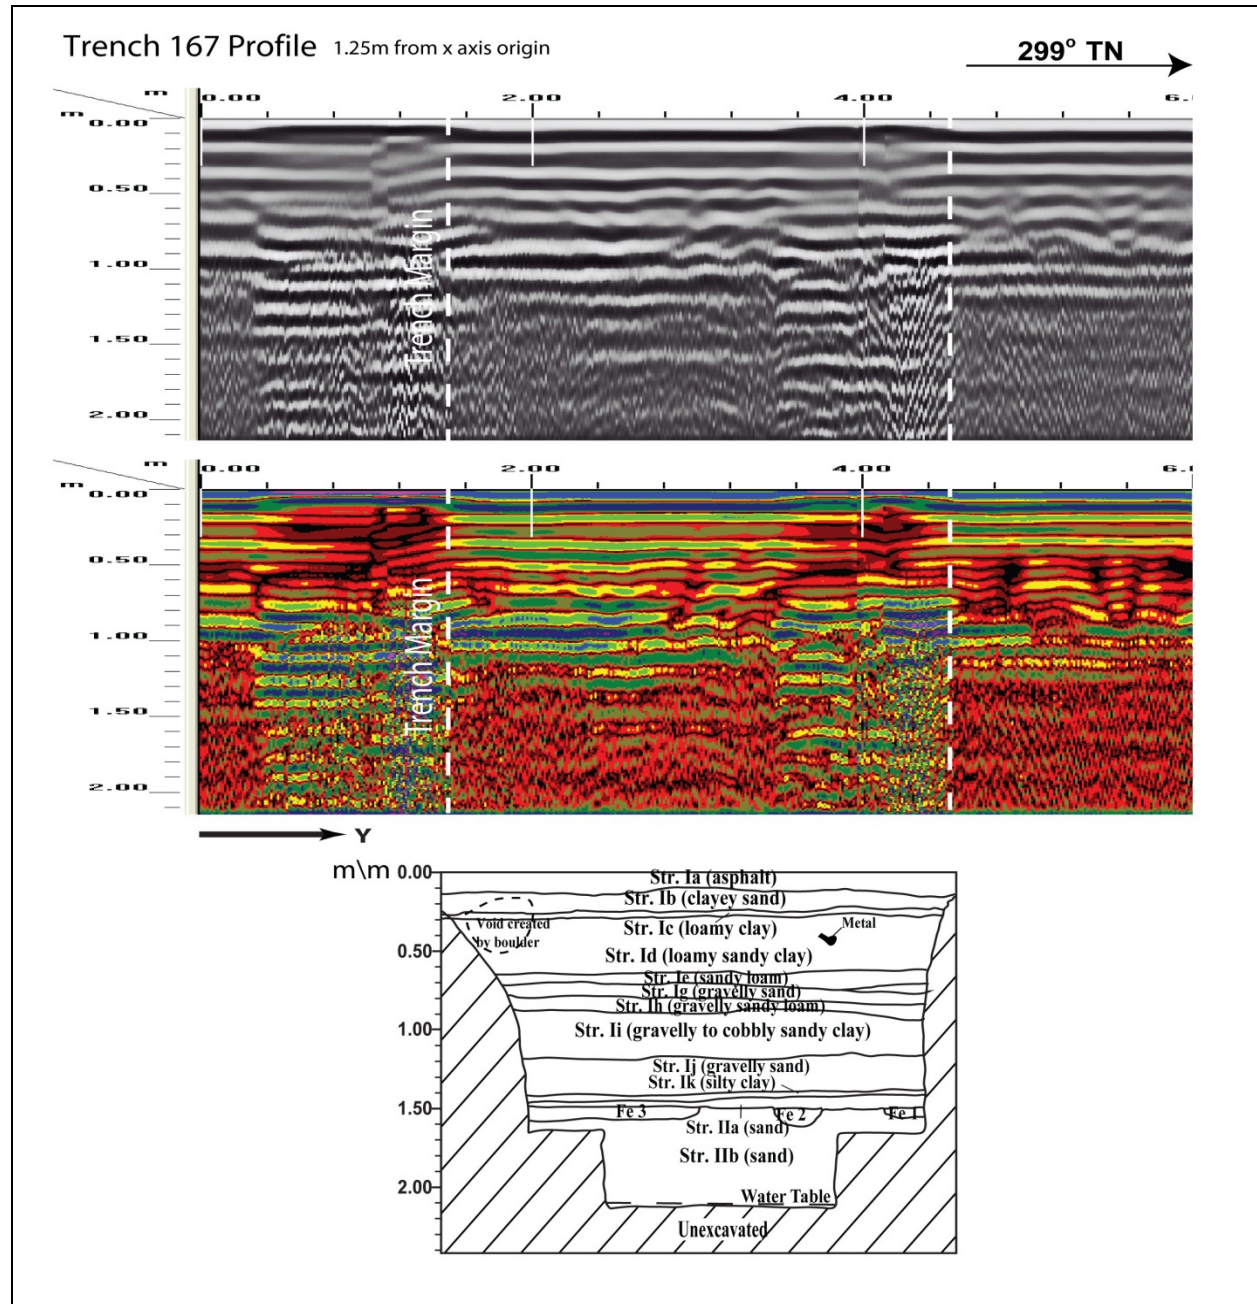 Trench 167 Profile 1.25m from x axis origin
299° TN
m 0.00 2.00 4.00 6.
m
0.00
0.50
1.00
1.50
2.00
Trench Margin
m 0.00 2.00 4.00 6.
m
0.00
0.50
1.00
1.50
2.00
Trench Margin
Y
m\m
0.00
0.50
1.00
1.50
2.00
Str. Ia (asphalt)
Str. Ib (clayey sand)
Void created
by boulder
Str. Ic (loamy clay)
Metal
Str. Id (loamy sandy clay)
Str. Ie (sandy loam)
Str. Ig (gravelly sand)
Str. Ih (gravelly sandy loam)
Str. Ii (gravelly to cobbly sandy clay)
Str. Ij (gravelly sand)
Str. Ik (silty clay)
Fe 3
Fe 2
Fe 1
Str. IIa (sand)
Str. IIb (sand)
Water Table
Unexcavated